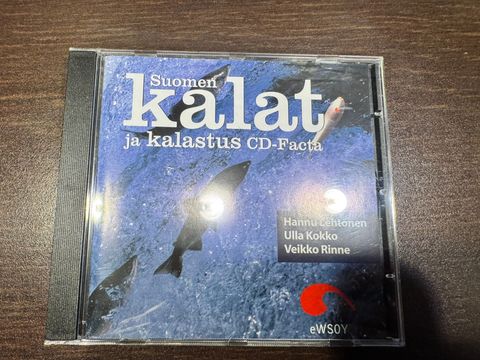 Suomen
kalat
ja kalastus CD-Facta
Hannu Lehtonen
Ulla Kokko
Veikko Rinne
eWSOY